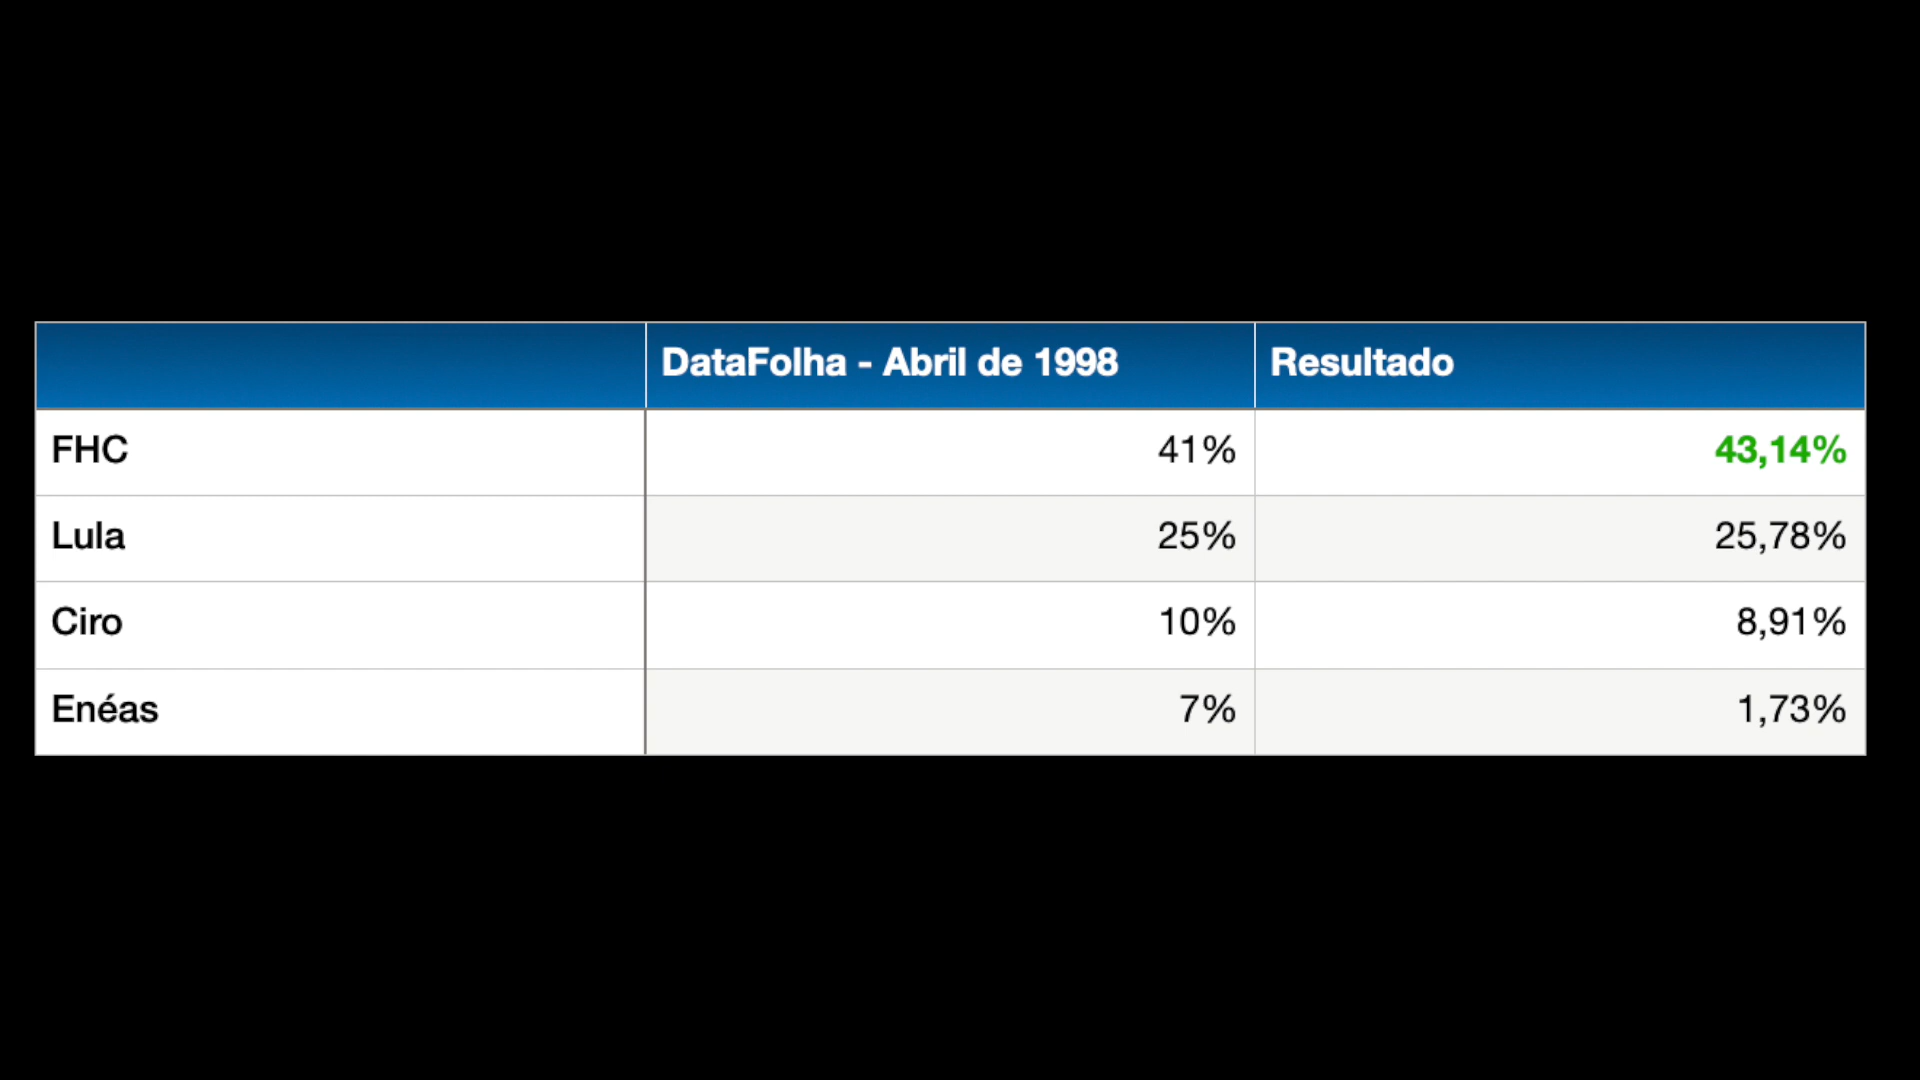 DataFolha - Abril de 1998 Resultado
FHC 41% 43,14%
Lula 25% 25,78%
Ciro 10% 8,91%
Enéas 7% 1,73%